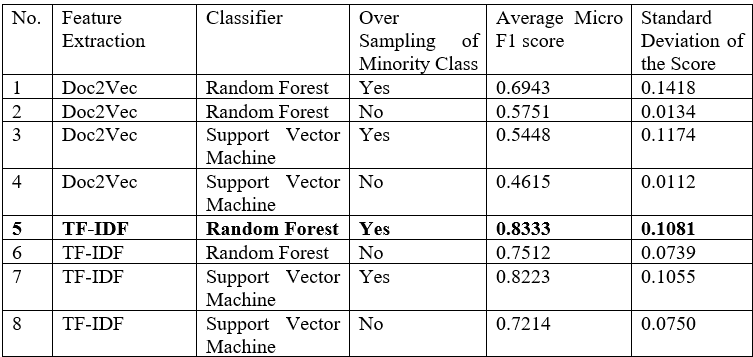 No. Feature Extraction Classifier Over Sampling of Minority Class Average Micro F1 score Standard Deviation of the Score
1 Doc2Vec Random Forest Yes 0.6943 0.1418
2 Doc2Vec Random Forest No 0.5751 0.0134
3 Doc2Vec Support Vector Machine Yes 0.5448 0.1174
4 Doc2Vec Support Vector Machine No 0.4615 0.0112
5 TF-IDF Random Forest Yes 0.8333 0.1081
6 TF-IDF Random Forest No 0.7512 0.0739
7 TF-IDF Support Vector Machine Yes 0.8223 0.1055
8 TF-IDF Support Vector Machine No 0.7214 0.0750